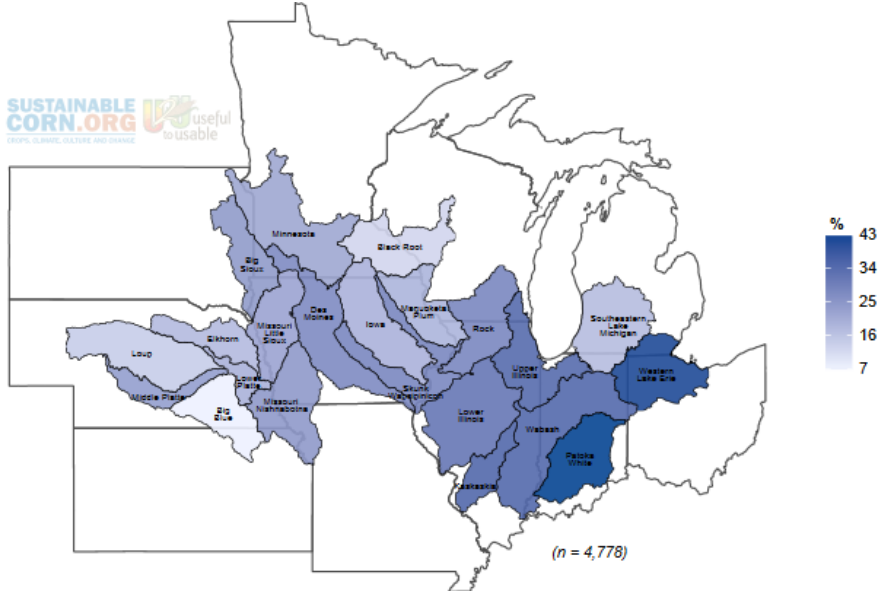 SUSTAINABLE
CORN.ORG
CROPS, CLIMATE, CULTURE AND CHANGE
useful
to usable
Minnesota
Black Root
Big
Sioux
Des
Moines
Missouri
Little
Sioux
Iowa
Maquoketa
Plum
Rock
Southeastern
Lake
Michigan
Elkhorn
Loup
Upper
Illinois
Western
Lake Erie
Lower
Platte
Middle Platte
Missouri
Nishnabotna
Skunk
Wapsipinicon
Big
Blue
Lower
Illinois
Wabash
Patoka
White
Kaskaskia
%
43
34
25
16
7
(n = 4,778)